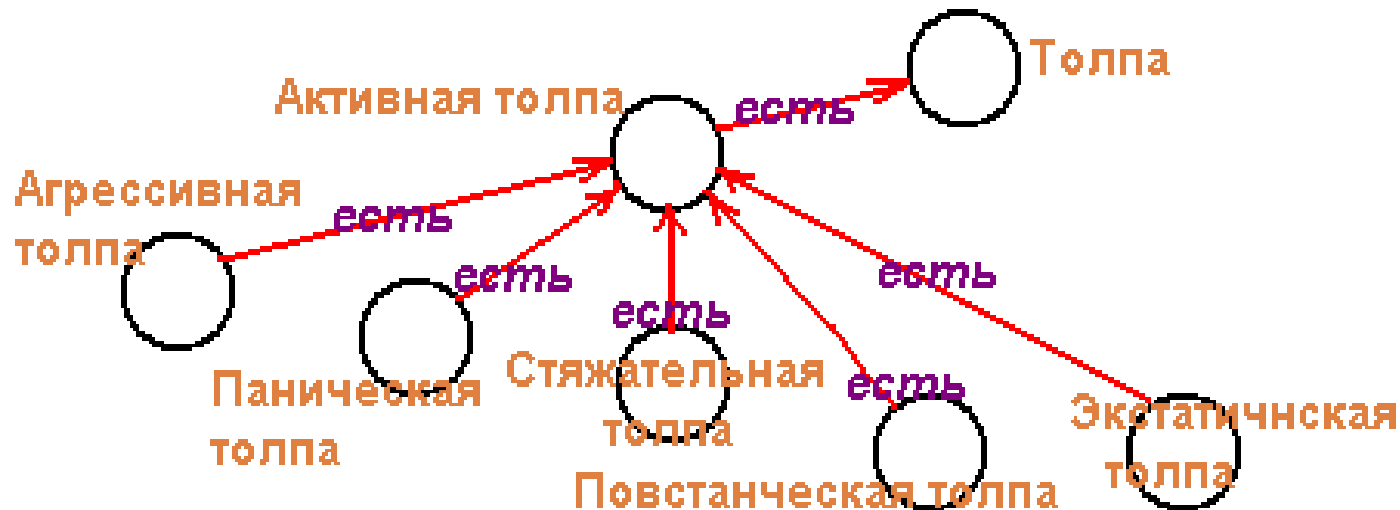 Толпа
Активная толпа
есть
Агрессивная
толпа
есть
есть
есть
есть
есть
Паническая
толпа
Стяжательная
толпа
Повстанческая толпа
Экстатичнская
толпа